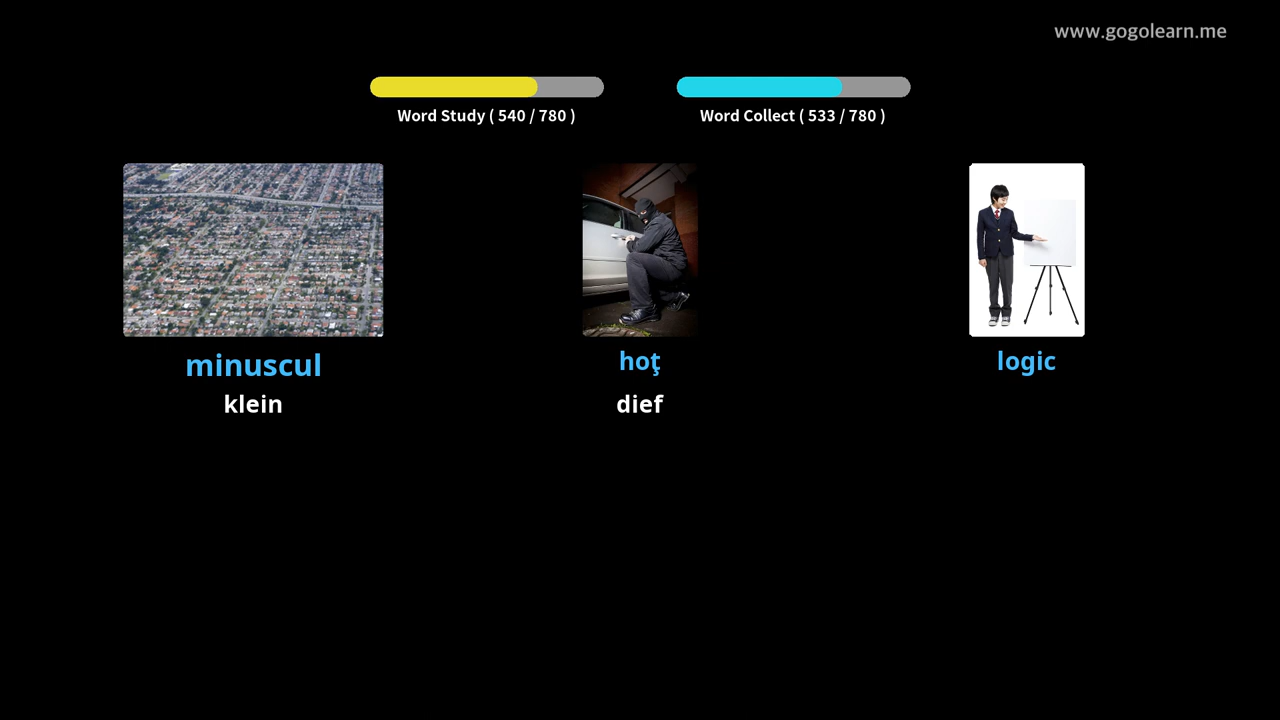 www.gogolearn.me
Word Study ( 540 / 780 )
Word Collect ( 533 / 780 )
minuscul
hoţ
logic
klein
dief